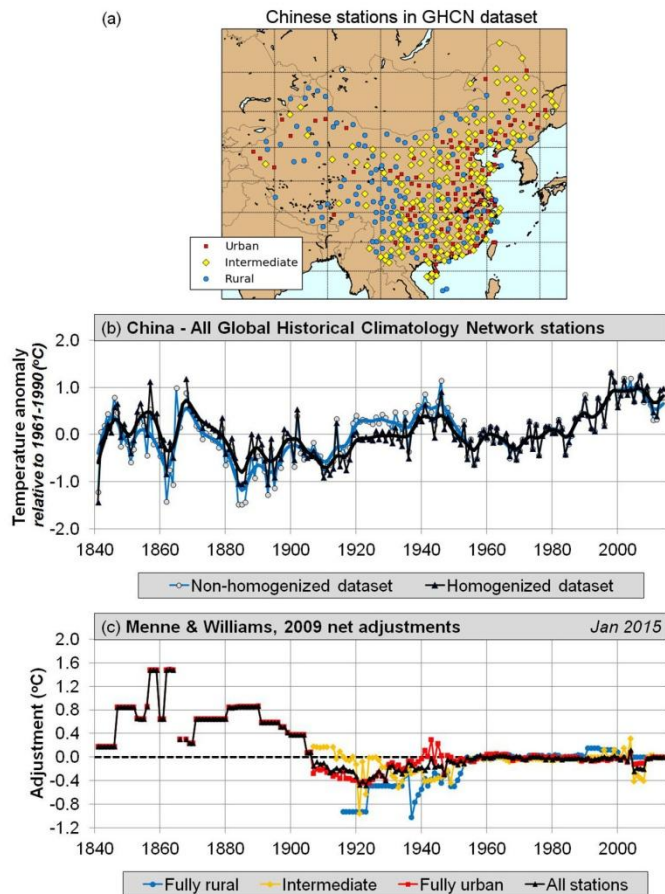 (a)
Chinese stations in GHCN dataset
Urban
Intermediate
Rural
(b) China - All Global Historical Climatology Network stations
Temperature anomaly
relative to 1961-1990 (ºC)
2.0
1.0
0.0
-1.0
-2.0
1840 1860 1880 1900 1920 1940 1960 1980 2000
Non-homogenized dataset Homogenized dataset
(c) Menne & Williams, 2009 net adjustments Jan 2015
Adjustment (ºC)
2.0
1.6
1.2
0.8
0.4
0.0
-0.4
-0.8
-1.2
1840 1860 1880 1900 1920 1940 1960 1980 2000
Fully rural Intermediate Fully urban All stations